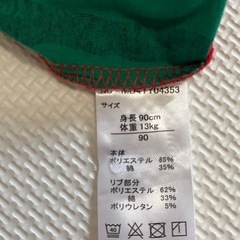 サイズ
身長 90cm
体重 13kg
90
本体
ポリエステル 65%
綿 35%
リブ部分
ポリエステル 62%
綿 33%
ポリウレタン 5%